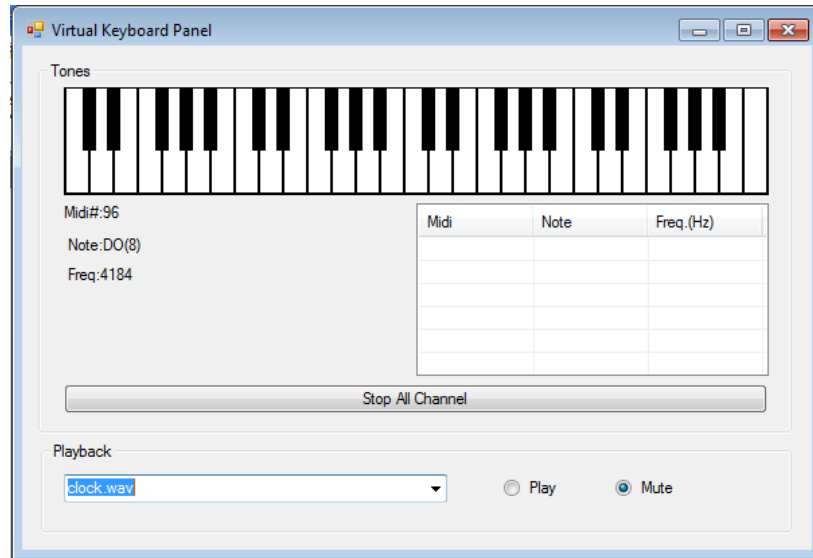 Virtual Keyboard Panel
Tones
Midi#:96
Note:DO(8)
Freq:4184
Midi Note Freq.(Hz)
Stop All Channel
Playback
clock.wav Play Mute